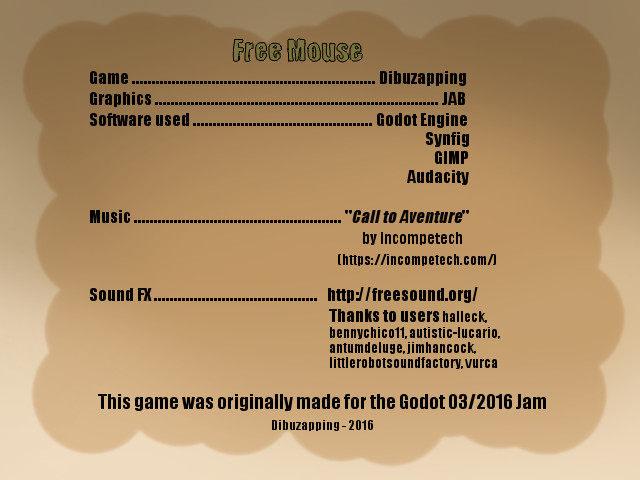 Free Mouse
Game ............................................................. Dibuzapping
Graphics ....................................................................... JAB
Software used ............................................. Godot Engine
Synfig
GIMP
Audacity
Music .................................................... "Call to Aventure"
by Incompetech
(https://incompetech.com/)
Sound FX......................................... http://freesound.org/
Thanks to users halleck,
bennychico11, autistic-lucario,
antumdeluge, jimhancock,
littlerobotsoundfactory, vurca
This game was originally made for the Godot 03/2016 Jam
Dibuzapping - 2016